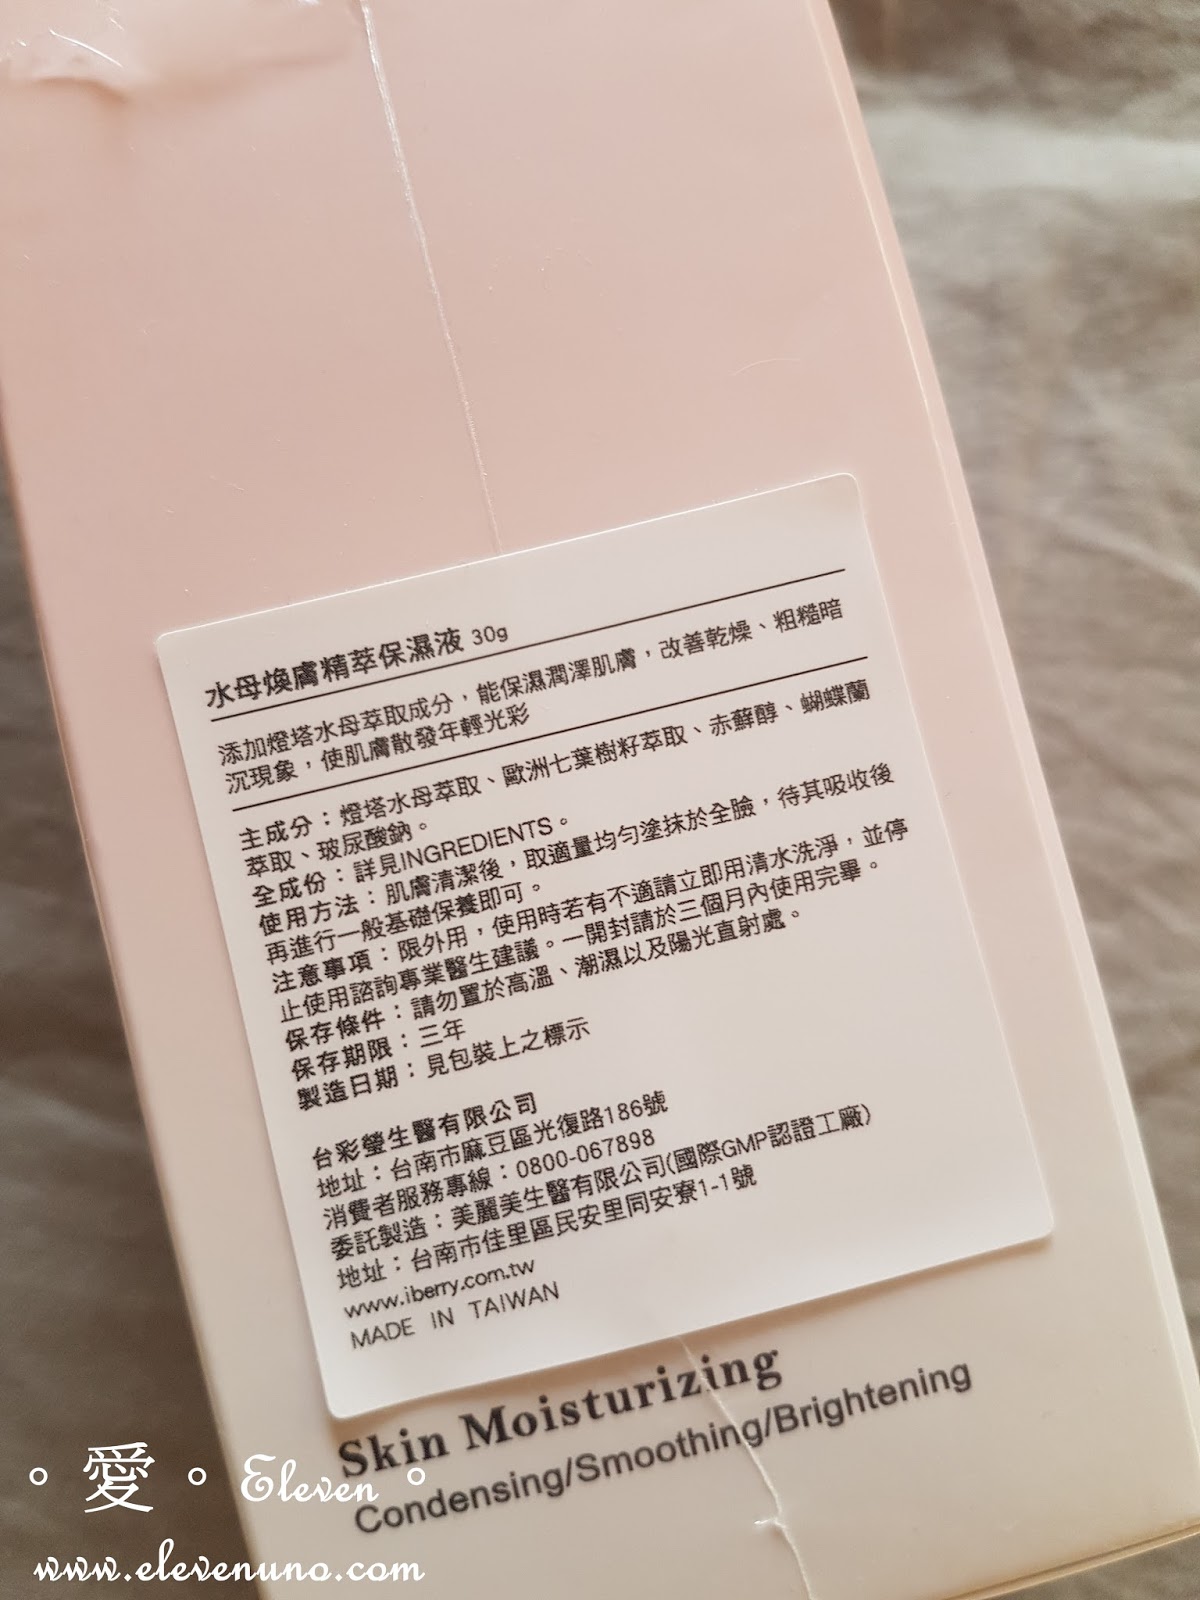 水母煥膚精萃保濕液 30g
添加燈塔水母萃取成分，能保濕潤澤肌膚，改善乾燥、粗糙暗
沉現象，使肌膚散發年輕光彩
主成分：燈塔水母萃取、歐洲七葉樹籽萃取、赤蘚醇、蝴蝶蘭
萃取、玻尿酸鈉。
全成份：詳見INGREDIENTS。
使用方法：肌膚清潔後，取適量均勻塗抹於全臉，待其吸收後
再進行一般基礎保養即可。
注意事項：限外用，使用時若有不適請立即用清水洗淨，並停
止使用諮詢專業醫生建議。一開封請於三個月內使用完畢。
保存條件：請勿置於高溫、潮濕以及陽光直射處。
保存期限：三年
製造日期：見包裝上之標示
台彩瑩生醫有限公司
地址：台南市麻豆區光復路186號
消費者服務專線：0800-067898
委託製造：美麗美生醫有限公司(國際GMP認證工廠)
地址：台南市佳里區民安里同安寮1-1號
www.iberry.com.tw
MADE IN TAIWAN
Skin Moisturizing
Condensing/Smoothing/Brightening
。愛。Eleven。
www.elevenuno.com